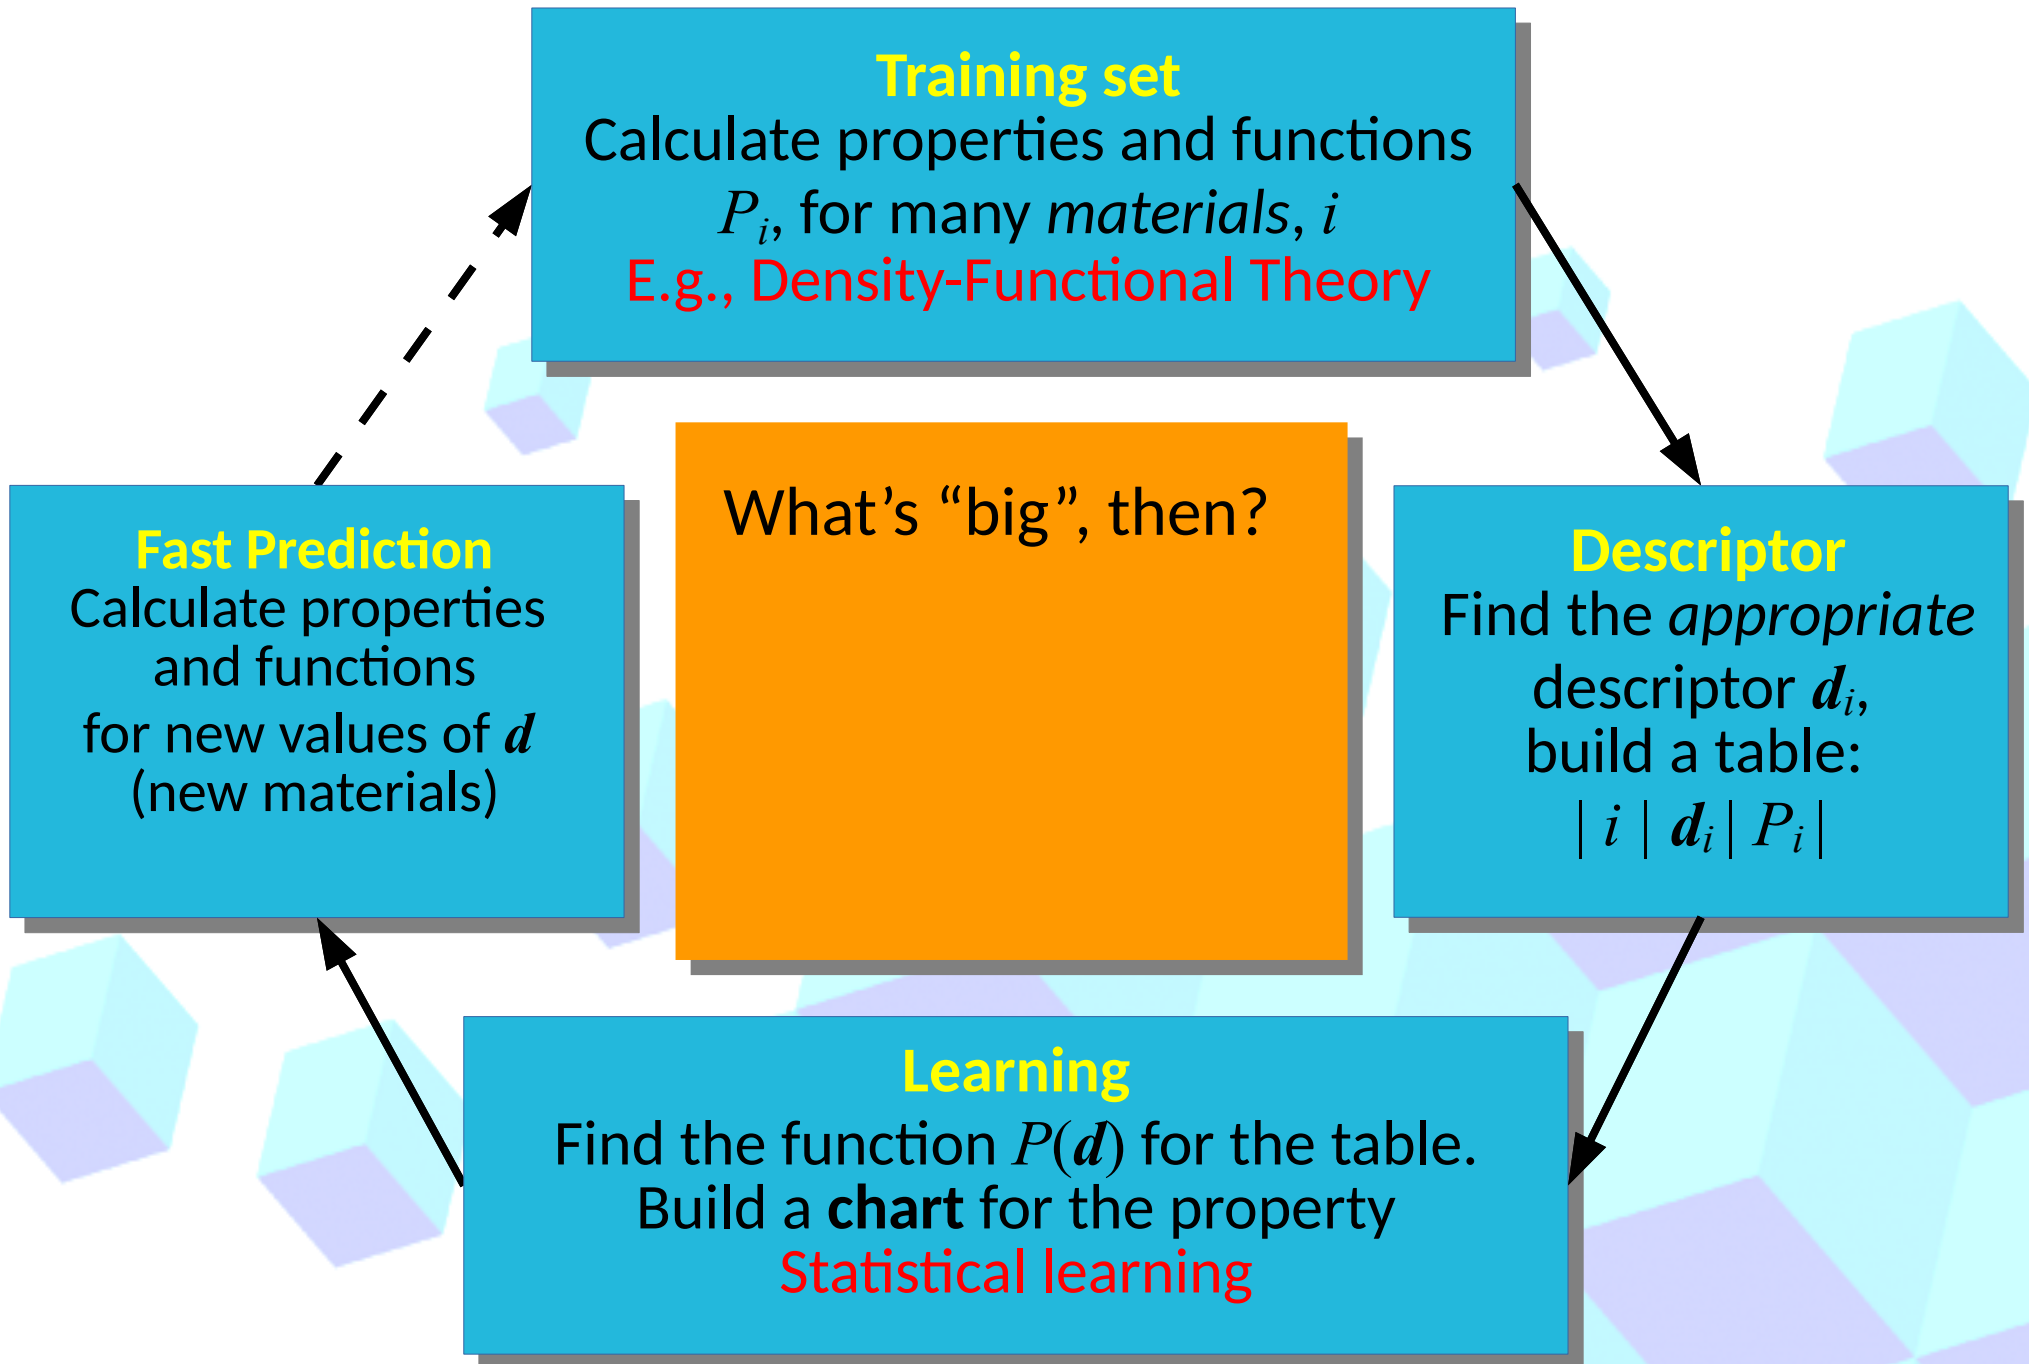 Training set
Calculate properties and functions
Pi, for many materials, i
E.g., Density-Functional Theory
What’s “big”, then?
Fast Prediction
Calculate properties
and functions
for new values of d
(new materials)
Descriptor
Find the appropriate
descriptor di,
build a table:
| i | di | Pi |
Learning
Find the function P(d) for the table.
Build a chart for the property
Statistical learning